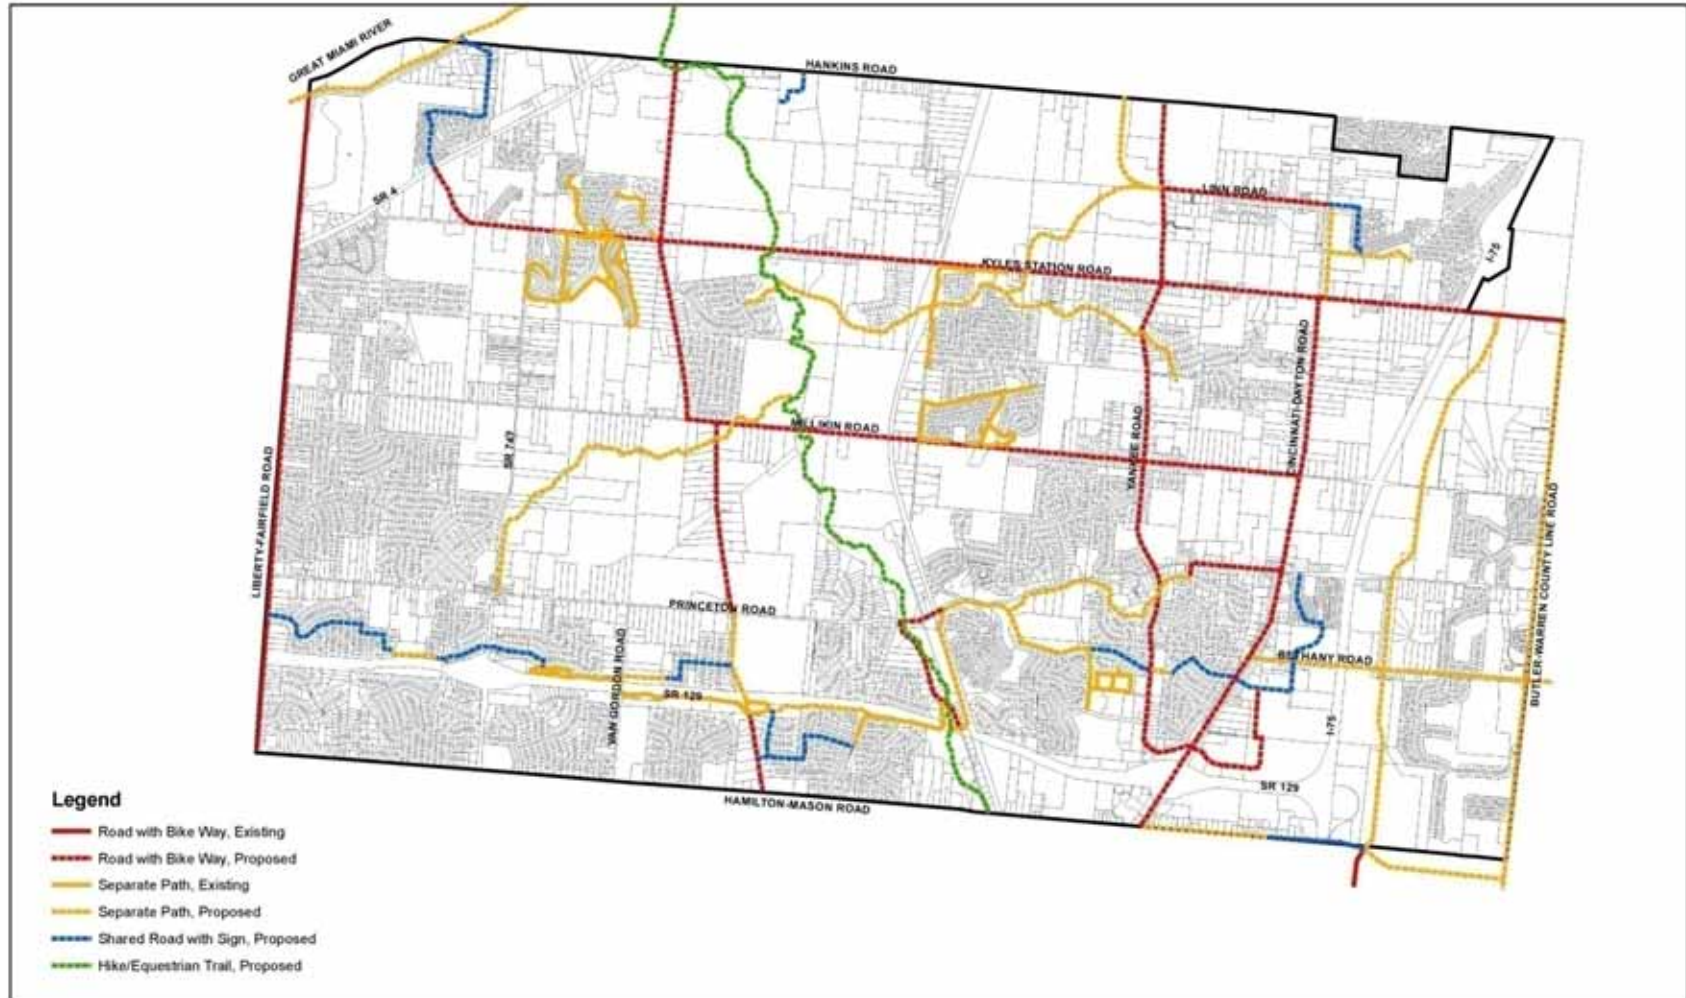 GREAT MIAMI RIVER
HANKINS ROAD
SR 4
LINN ROAD
I-75
KYLES STATION ROAD
CINCINNATI-DAYTON ROAD
MILLIKIN ROAD
YANKEE ROAD
SR 747
LIBERTY-FAIRFIELD ROAD
BUTLER-WARREN COUNTY LINE ROAD
PRINCETON ROAD
VAN GORDON ROAD
BETHANY ROAD
SR 129
I-75
SR 129
HAMILTON-MASON ROAD
Legend
Road with Bike Way, Existing
Road with Bike Way, Proposed
Separate Path, Existing
Separate Path, Proposed
Shared Road with Sign, Proposed
Hike/Equestrian Trail, Proposed